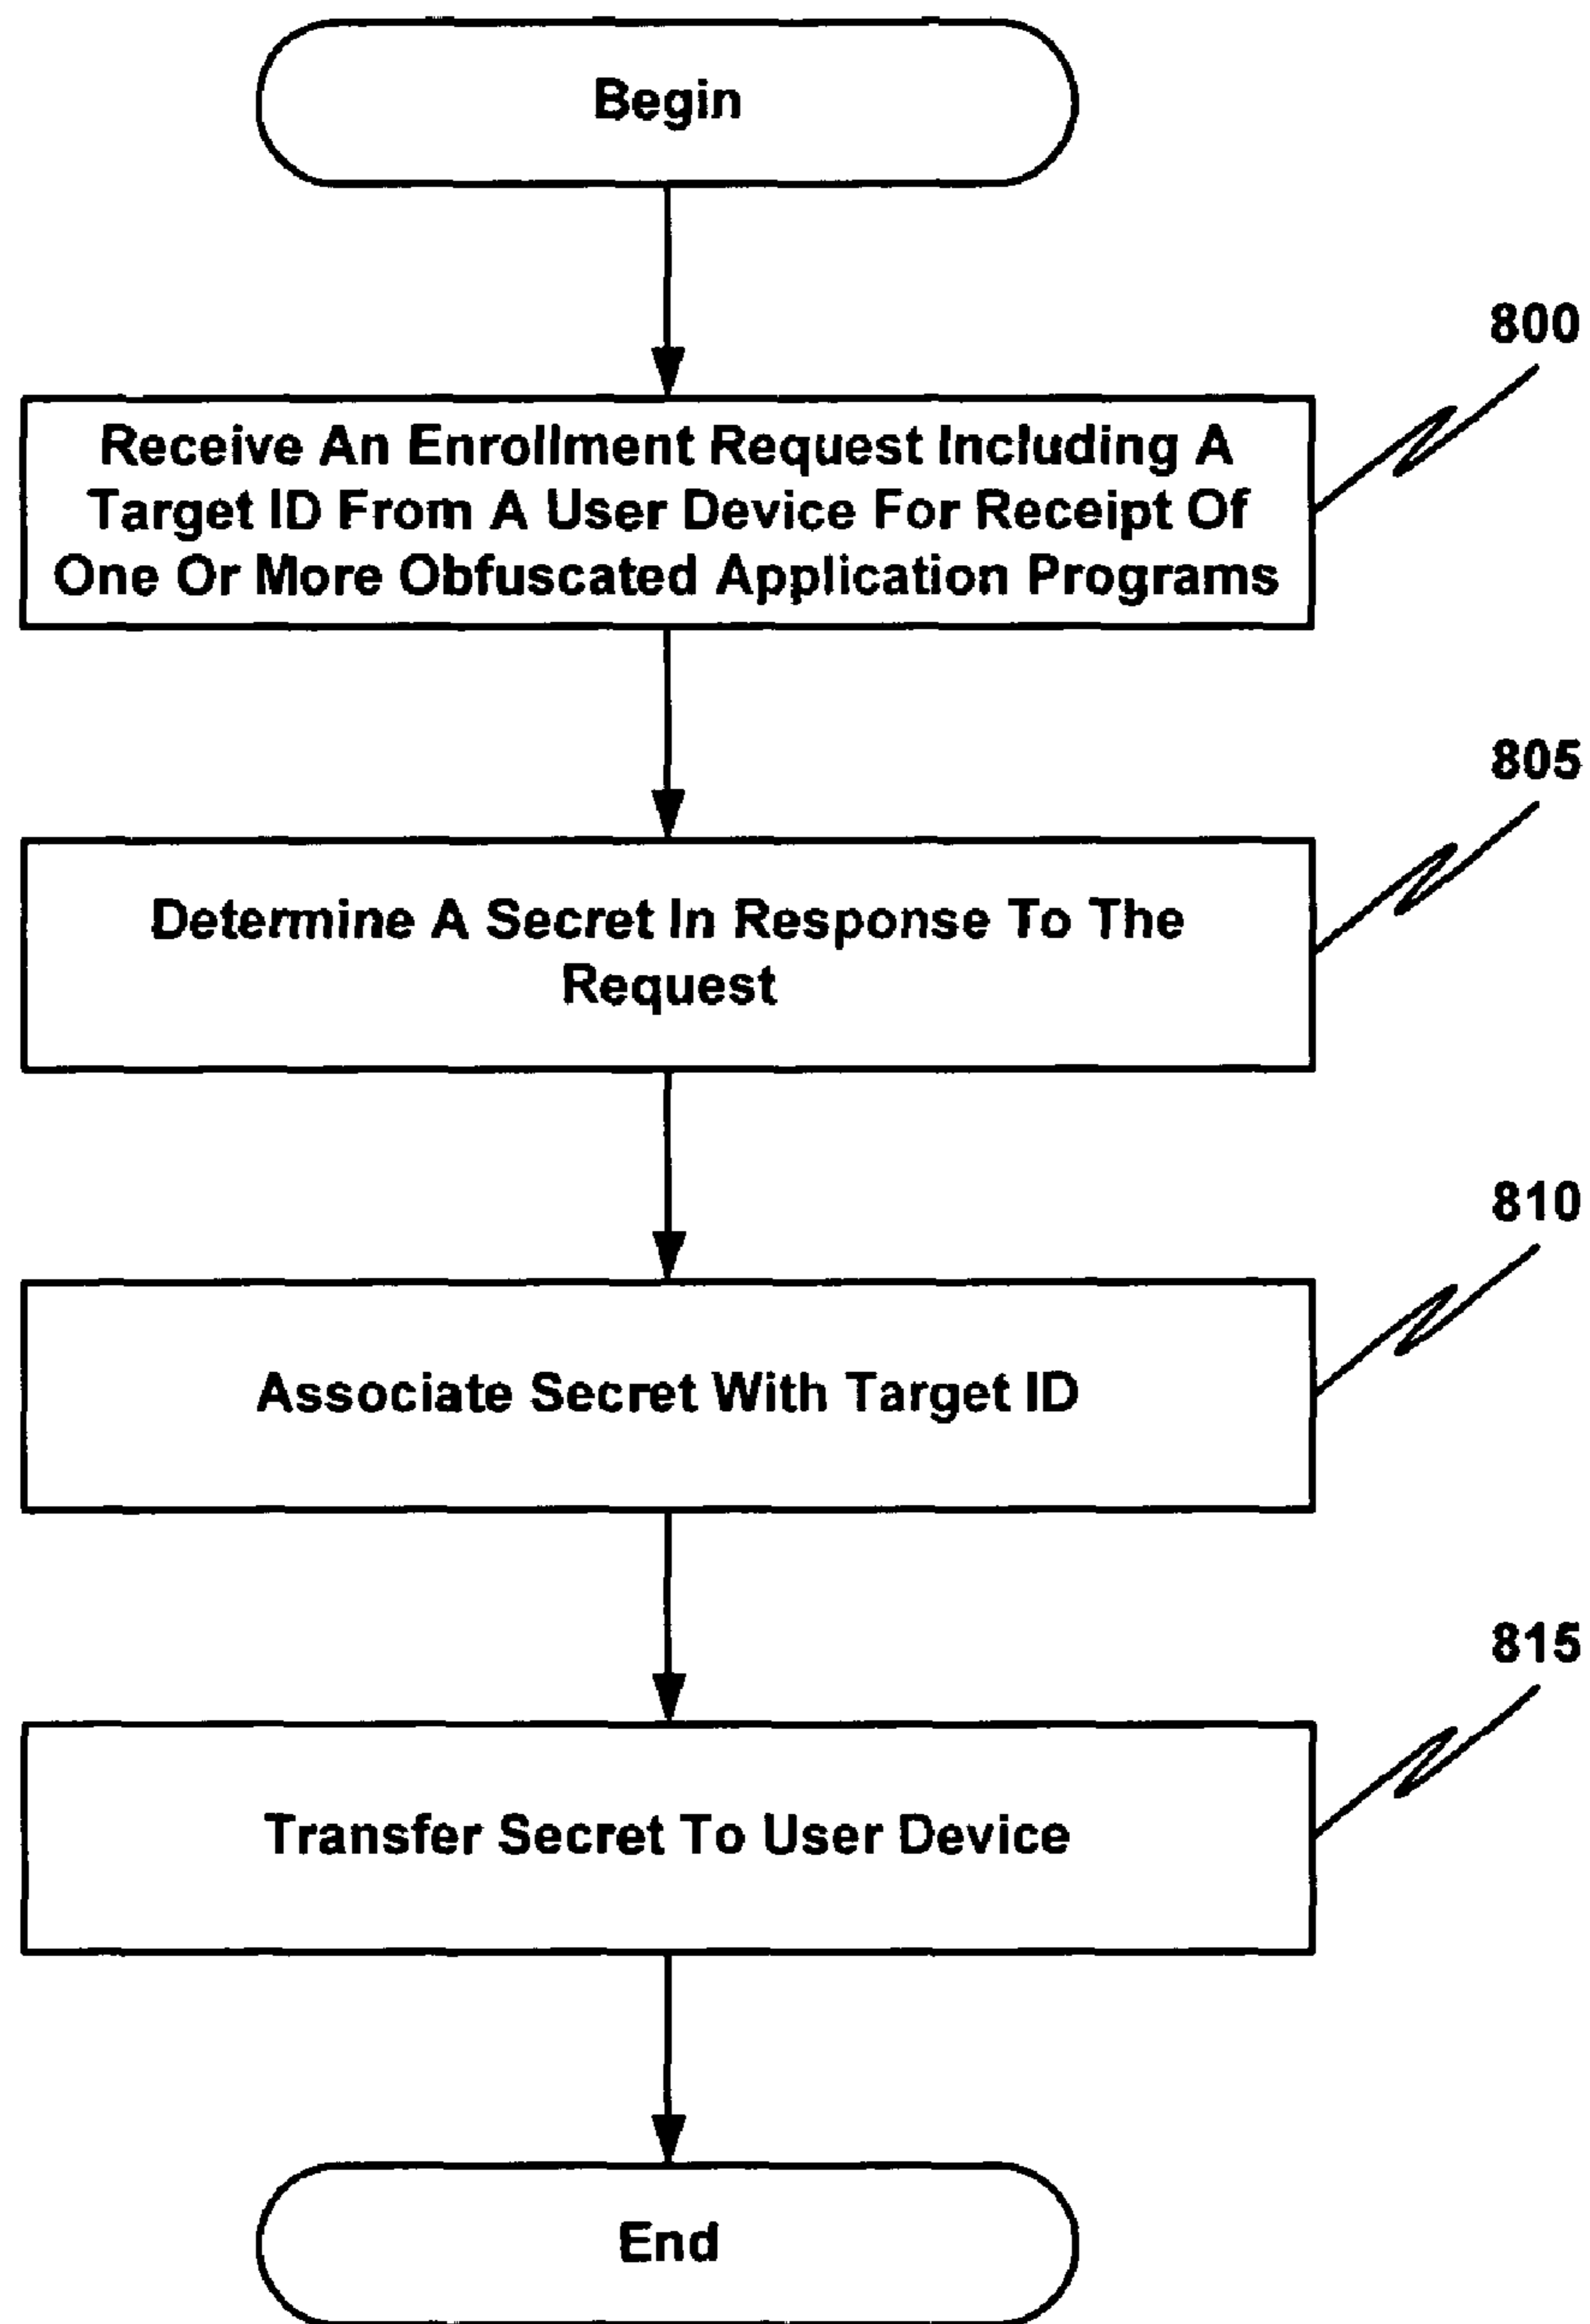 Begin
800
Receive An Enrollment Request Including A
Target ID From A User Device For Receipt Of
One Or More Obfuscated Application Programs
805
Determine A Secret In Response To The
Request
810
Associate Secret With Target ID
815
Transfer Secret To User Device
End